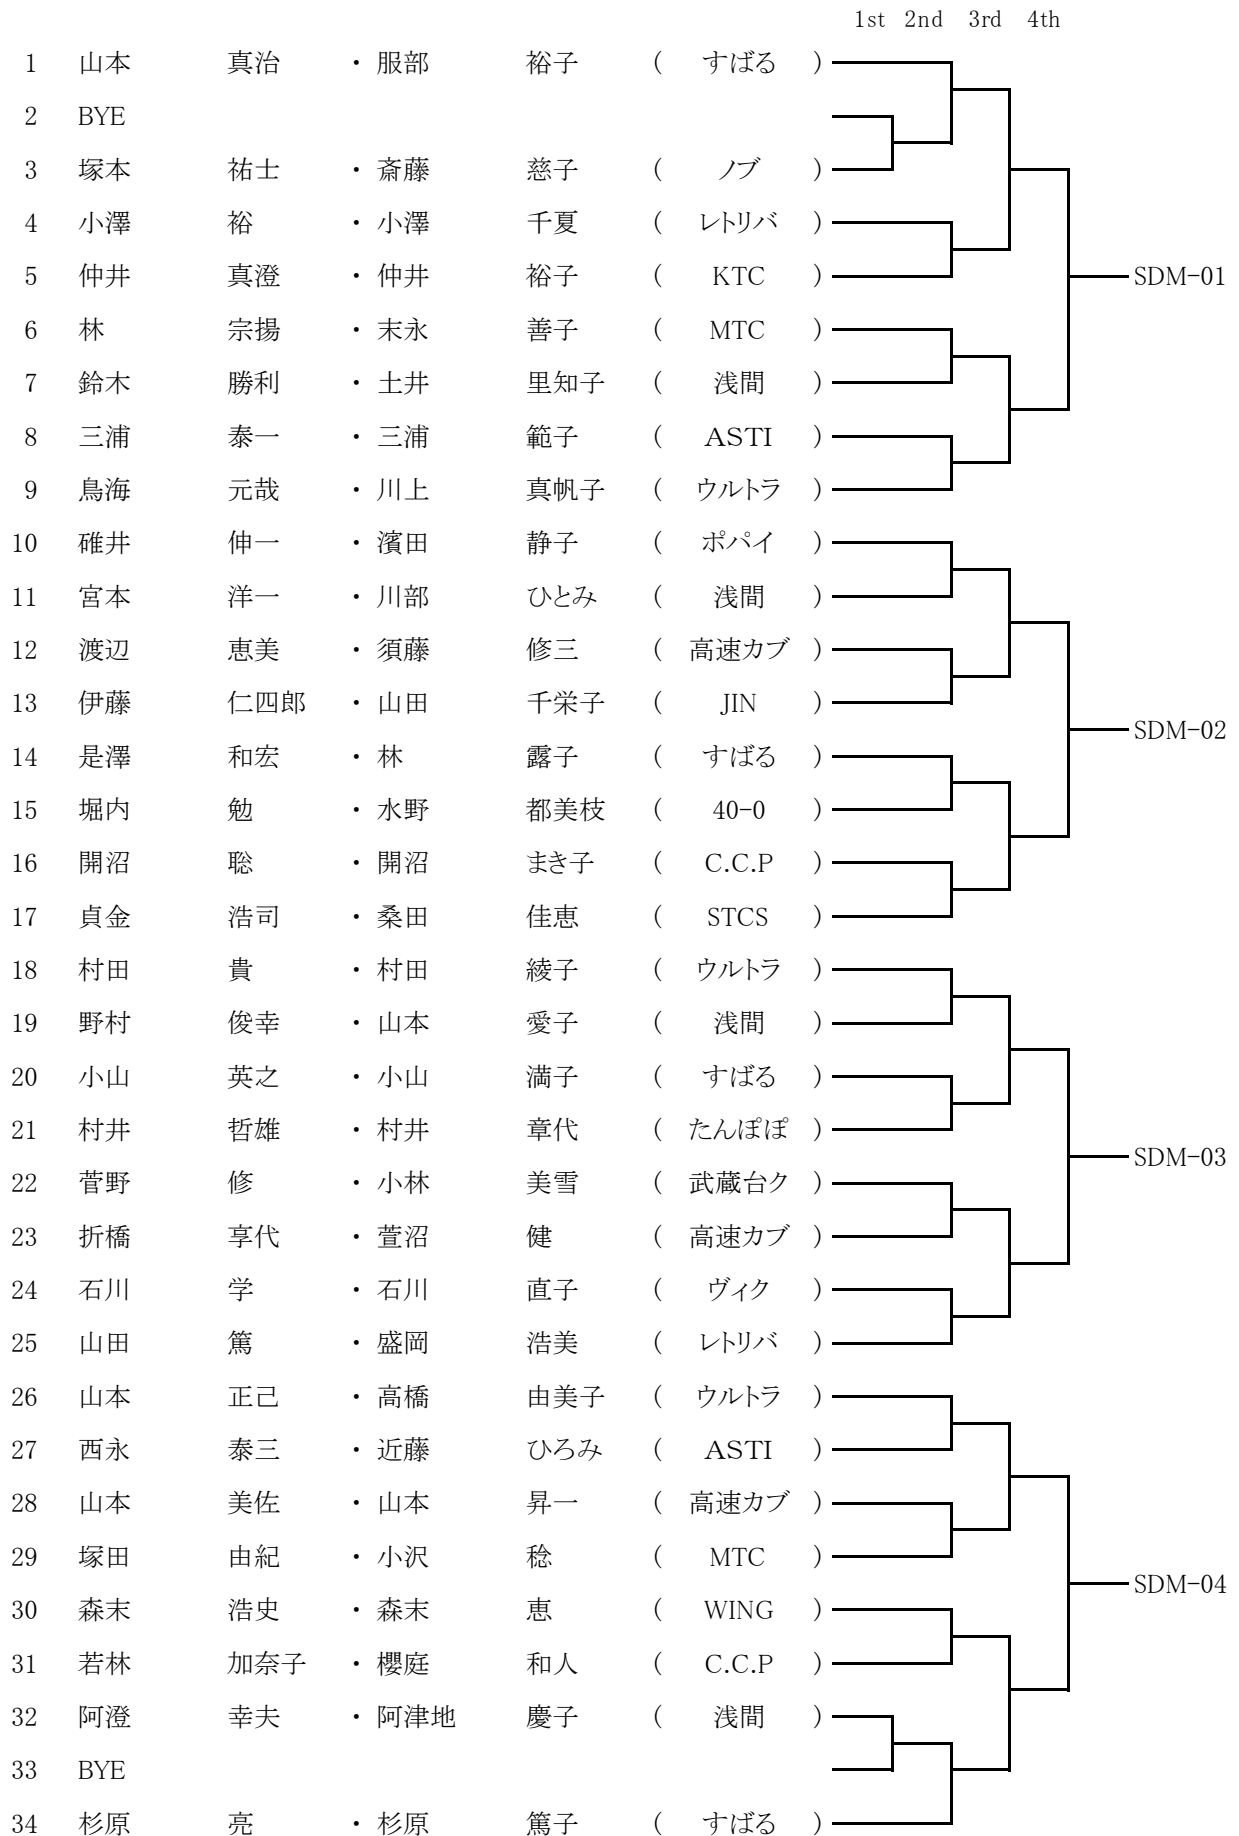 1st 2nd 3rd 4th
1 山本 真治 ・ 服部 裕子 ( すばる )
2 BYE
3 塚本 祐士 ・ 斎藤 慈子 ( ノブ )
4 小澤 裕 ・ 小澤 千夏 ( レトリバ )
5 仲井 真澄 ・ 仲井 裕子 ( KTC )
SDM-01
6 林 宗揚 ・ 末永 善子 ( MTC )
7 鈴木 勝利 ・ 土井 里知子 ( 浅間 )
8 三浦 泰一 ・ 三浦 範子 ( ASTI )
9 鳥海 元哉 ・ 川上 真帆子 ( ウルトラ )
10 碓井 伸一 ・ 濱田 静子 ( ポパイ )
11 宮本 洋一 ・ 川部 ひとみ ( 浅間 )
12 渡辺 恵美 ・ 須藤 修三 ( 高速カブ )
13 伊藤 仁四郎 ・ 山田 千栄子 ( JIN )
SDM-02
14 是澤 和宏 ・ 林 露子 ( すばる )
15 堀内 勉 ・ 水野 都美枝 ( 40-0 )
16 開沼 聡 ・ 開沼 まき子 ( C.C.P )
17 貞金 浩司 ・ 桑田 佳恵 ( STCS )
18 村田 貴 ・ 村田 綾子 ( ウルトラ )
19 野村 俊幸 ・ 山本 愛子 ( 浅間 )
20 小山 英之 ・ 小山 満子 ( すばる )
21 村井 哲雄 ・ 村井 章代 ( たんぽぽ )
SDM-03
22 菅野 修 ・ 小林 美雪 ( 武蔵台ク )
23 折橋 享代 ・ 萱沼 健 ( 高速カブ )
24 石川 学 ・ 石川 直子 ( ヴィク )
25 山田 篤 ・ 盛岡 浩美 ( レトリバ )
26 山本 正己 ・ 高橋 由美子 ( ウルトラ )
27 西永 泰三 ・ 近藤 ひろみ ( ASTI )
28 山本 美佐 ・ 山本 昇一 ( 高速カブ )
29 塚田 由紀 ・ 小沢 稔 ( MTC )
SDM-04
30 森末 浩史 ・ 森末 恵 ( WING )
31 若林 加奈子 ・ 櫻庭 和人 ( C.C.P )
32 阿澄 幸夫 ・ 阿津地 慶子 ( 浅間 )
33 BYE
34 杉原 亮 ・ 杉原 篤子 ( すばる )